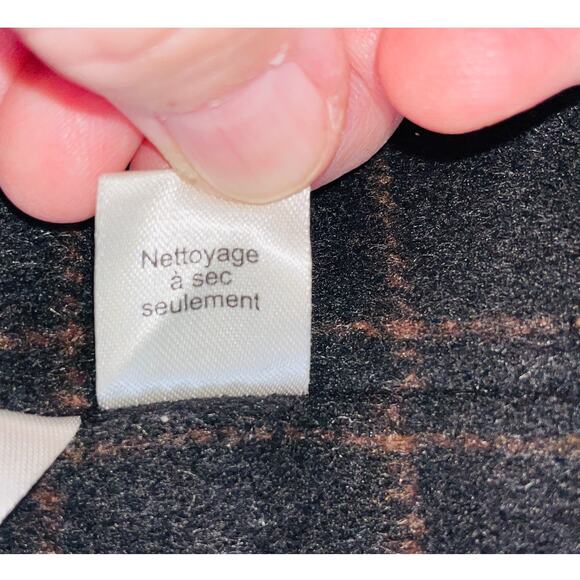 Nettoyage
à sec
seulement